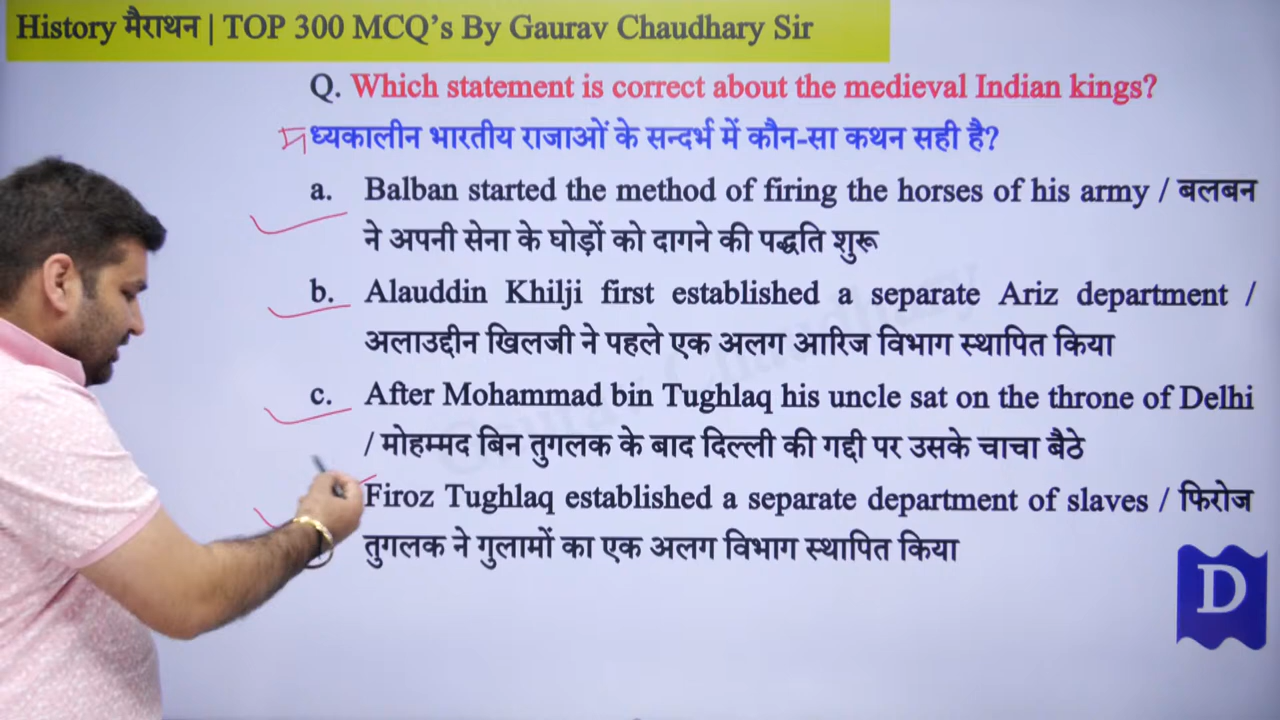 History मैराथन | TOP 300 MCQ’s By Gaurav Chaudhary Sir
Q. Which statement is correct about the medieval Indian kings?
मध्यकालीन भारतीय राजाओं के सन्दर्भ में कौन-सा कथन सही है?
a. Balban started the method of firing the horses of his army / बलबन
ने अपनी सेना के घोड़ों को दागने की पद्धति शुरू
b. Alauddin Khilji first established a separate Ariz department /
अलाउद्दीन खिलजी ने पहले एक अलग आरिज विभाग स्थापित किया
c. After Mohammad bin Tughlaq his uncle sat on the throne of Delhi
/ मोहम्मद बिन तुगलक के बाद दिल्ली की गद्दी पर उसके चाचा बैठे
Firoz Tughlaq established a separate department of slaves / फिरोज
तुगलक ने गुलामों का एक अलग विभाग स्थापित किया
D
Gaurav Chaudhary